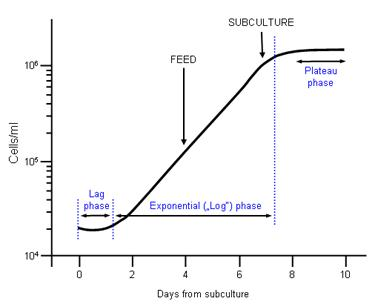 SUBCULTURE
FEED
10⁶
Plateau
phase
Cells/ml
10⁵
Lag
phase
Exponential („Log") phase
10⁴
0 2 4 6 8 10
Days from subculture